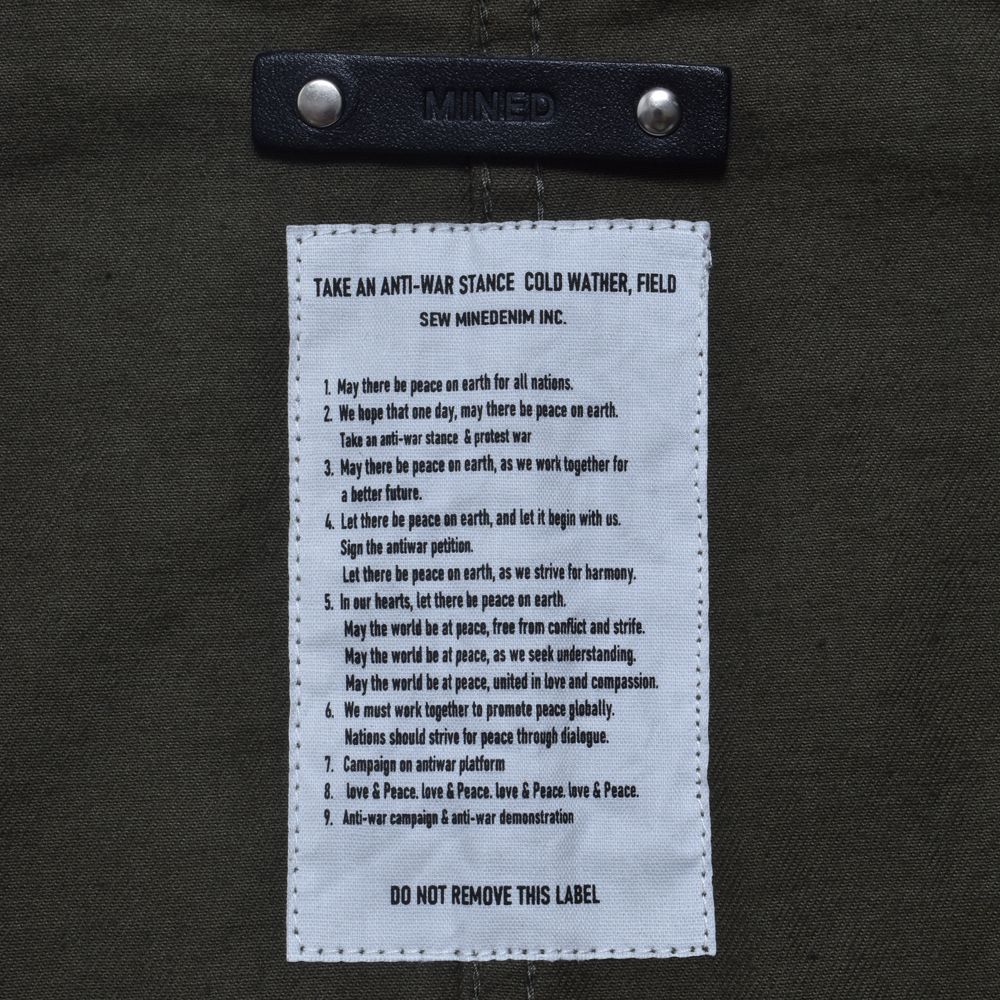 MINED
TAKE AN ANTI-WAR STANCE COLD WATHER, FIELD
SEW MINEDENIM INC.
1. May there be peace on earth for all nations.
2. We hope that one day, may there be peace on earth.
Take an anti-war stance & protest war
3. May there be peace on earth, as we work together for
a better future.
4. Let there be peace on earth, and let it begin with us.
Sign the antiwar petition.
Let there be peace on earth, as we strive for harmony.
5. In our hearts, let there be peace on earth.
May the world be at peace, free from conflict and strife.
May the world be at peace, as we seek understanding.
May the world be at peace, united in love and compassion.
6. We must work together to promote peace globally.
Nations should strive for peace through dialogue.
7. Campaign on antiwar platform
8. love & Peace. love & Peace. love & Peace. love & Peace.
9. Anti-war campaign & anti-war demonstration
DO NOT REMOVE THIS LABEL